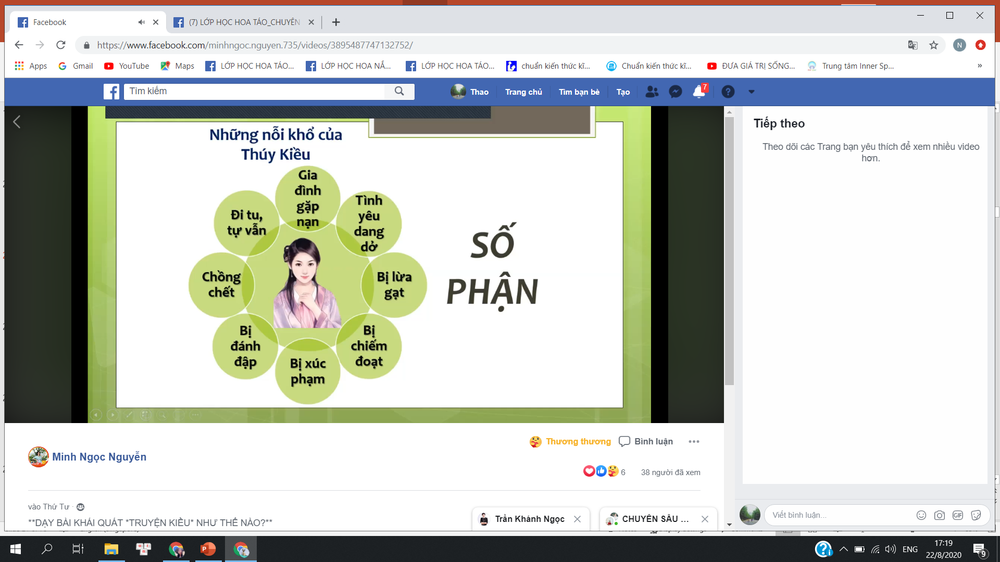 Facebook
(7) LỚP HỌC HOA TÁO_CHUYÊN
https://www.facebook.com/minhngoc.nguyen.735/videos/3895487747132752/
N
Apps
Gmail
YouTube
Maps
LỚP HỌC HOA TÁO...
LỚP HỌC HOA NẮ...
LỚP HỌC HOA TÁO...
chuẩn kiến thức kĩ...
Chuẩn kiến thức kĩ...
ĐƯA GIÁ TRỊ SỐNG...
Trung tâm Inner Sp...
»
Tìm kiếm
Thao
Trang chủ
Tìm bạn bè
Tạo
7
Những nỗi khổ của
Thúy Kiều
Gia
đình
gặp
nạn
Tình
yêu
dang
dở
Bị lừa
gạt
Bị
chiếm
đoạt
Bị xúc
phạm
Bị
đánh
đập
Chồng
chết
Đi tu,
tự vẫn
SỐ
PHẬN
Tiếp theo
Theo dõi các Trang bạn yêu thích để xem nhiều video
hơn.
Thương thương
Bình luận
Minh Ngọc Nguyễn
6
38 người đã xem
vào Thứ Tư ·
**DẠY BÀI KHÁI QUÁT *TRUYỆN KIỀU* NHƯ THẾ NÀO?**
Trần Khánh Ngọc
CHUYÊN SÂU ...
Viết bình luận...
GIF
ENG
17:19
22/8/2020
9